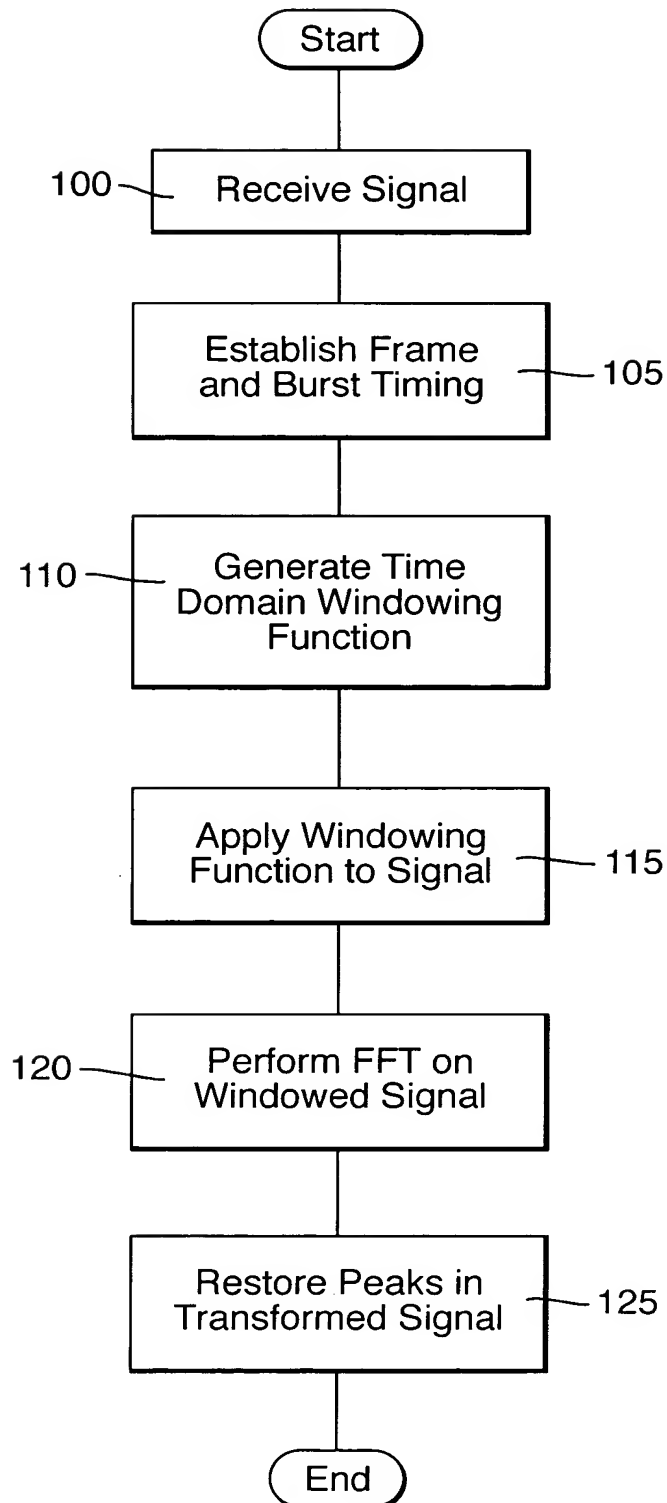 Start
100
Receive Signal
Establish Frame
and Burst Timing
105
110
Generate Time
Domain Windowing
Function
Apply Windowing
Function to Signal
115
120
Perform FFT on
Windowed Signal
Restore Peaks in
Transformed Signal
125
End